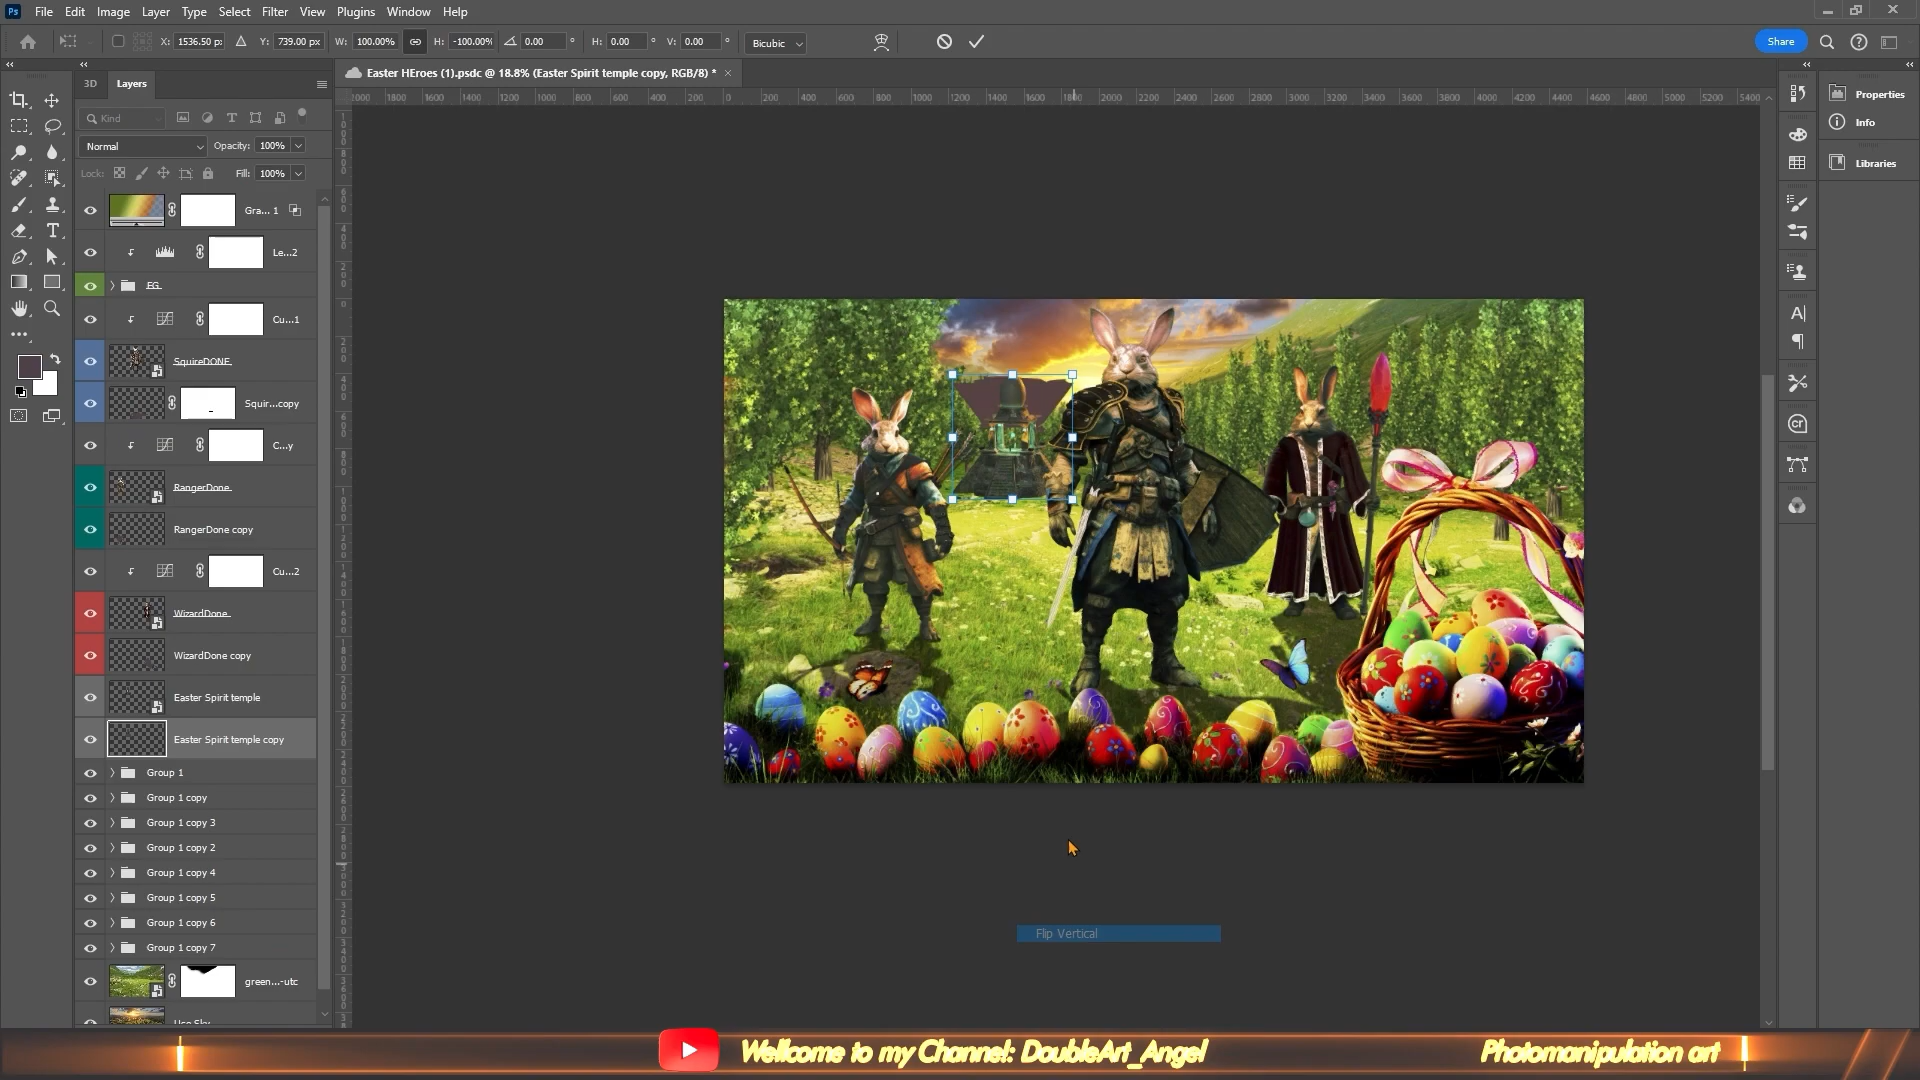 Ps File Edit Image Layer Type Select Filter 3D View Plugins Window Help
X: 1536.50 px Y: 739.00 px W: 100.00% H: -100.00% 0.00 ° H: 0.00 ° V: 0.00 ° Bicubic Share
Easter HEroes (1).psdc @ 18.8% (Easter Spirit temple copy, RGB/8) * ×
3D Layers
Kind
Normal Opacity: 100%
Lock: Fill: 100%
Gra... 1
Le...2
FG
Cu...1
SquireDONE
Squir...copy
C...y
RangerDone
RangerDone copy
Cu...2
WizardDone
WizardDone copy
Easter Spirit temple
Easter Spirit temple copy
Group 1
Group 1 copy
Group 1 copy 3
Group 1 copy 2
Group 1 copy 4
Group 1 copy 5
Group 1 copy 6
Group 1 copy 7
green...-utc
Flip Vertical
Properties
Info
Libraries
Wellcome to my Channel: DoubleArt_Angel
Photomanipulation art